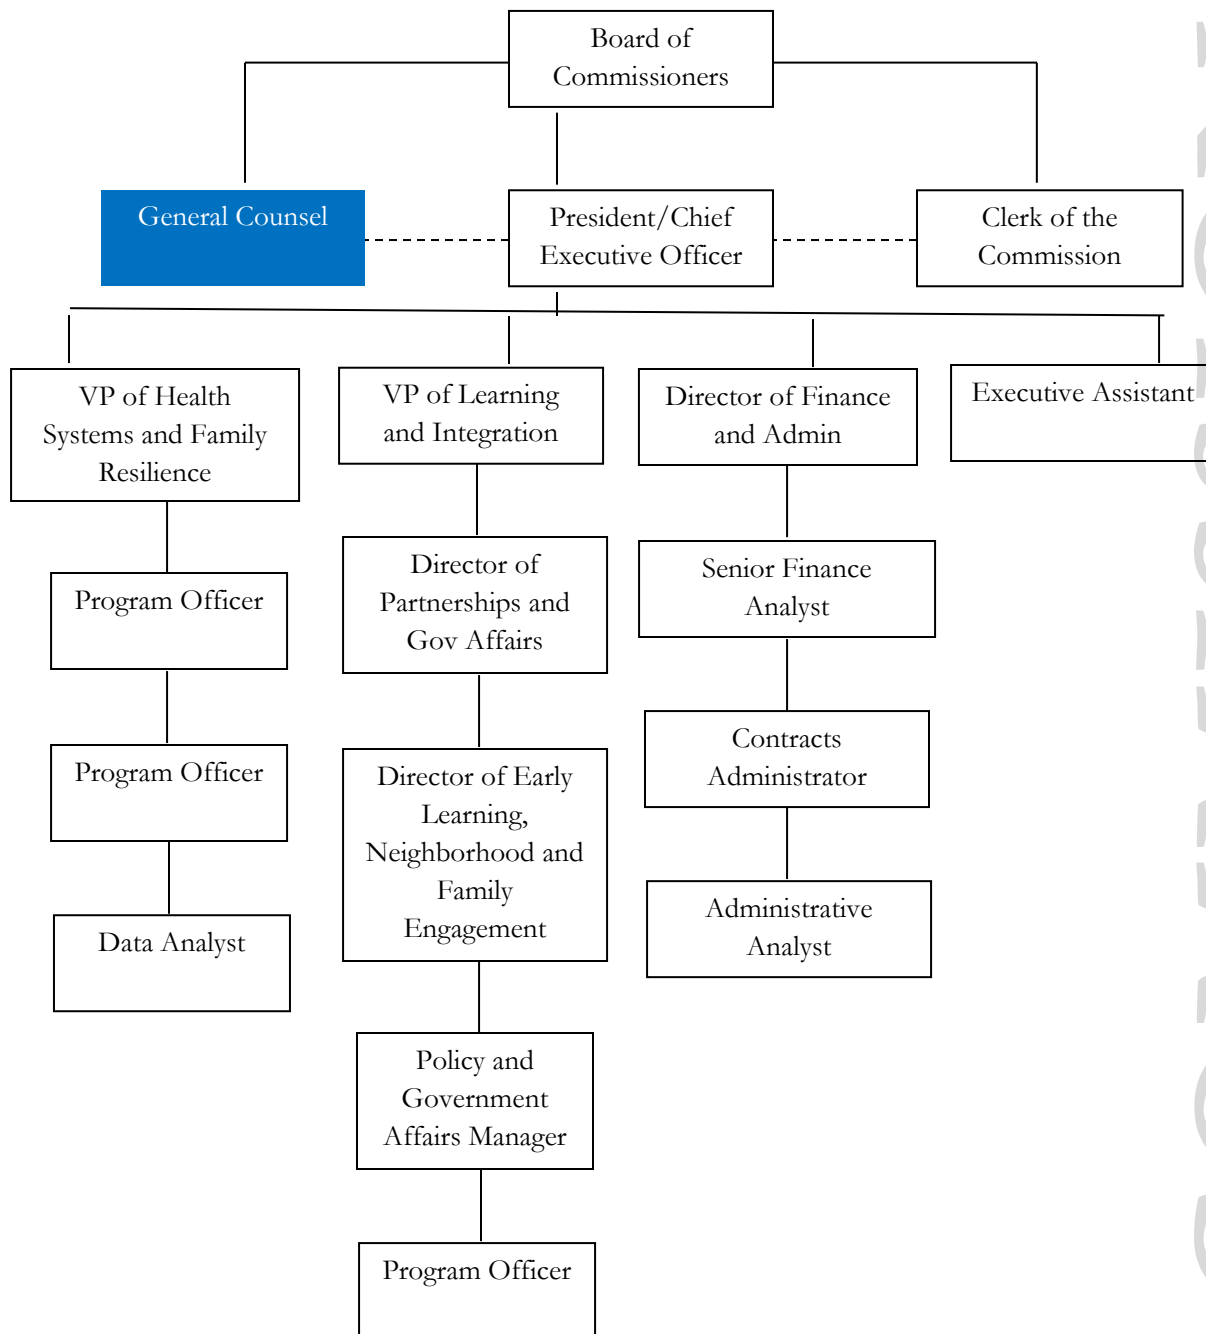 Board of
Commissioners
General Counsel
President/Chief
Executive Officer
Clerk of the
Commission
VP of Health
Systems and Family
Resilience
VP of Learning
and Integration
Director of Finance
and Admin
Executive Assistant
Program Officer
Director of
Partnerships and
Gov Affairs
Senior Finance
Analyst
Program Officer
Director of Early
Learning,
Neighborhood and
Family
Engagement
Contracts
Administrator
Data Analyst
Administrative
Analyst
Policy and
Government
Affairs Manager
Program Officer